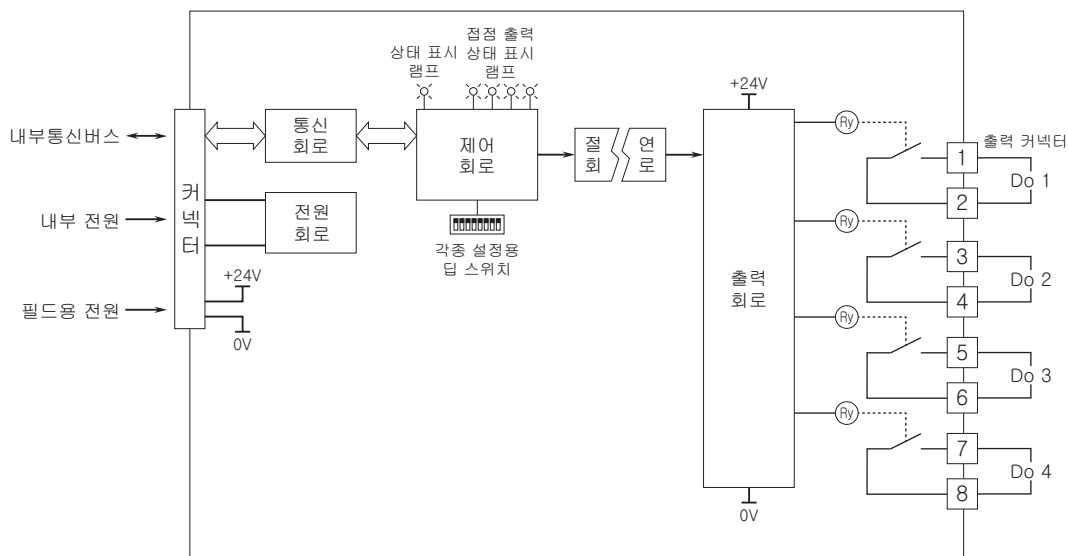 상태 표시
램프
접점 출력
상태 표시
램프
+24V
내부통신버스
통신
회로
제어
회로
절 연
회 로
Ry
출력 커넥터
1
Do 1
2
커
넥
터
내부 전원
전원
회로
각종 설정용
딥 스위치
Ry
3
Do 2
4
+24V
필드용 전원
0V
출력
회로
Ry
5
Do 3
6
Ry
7
Do 4
8
0V